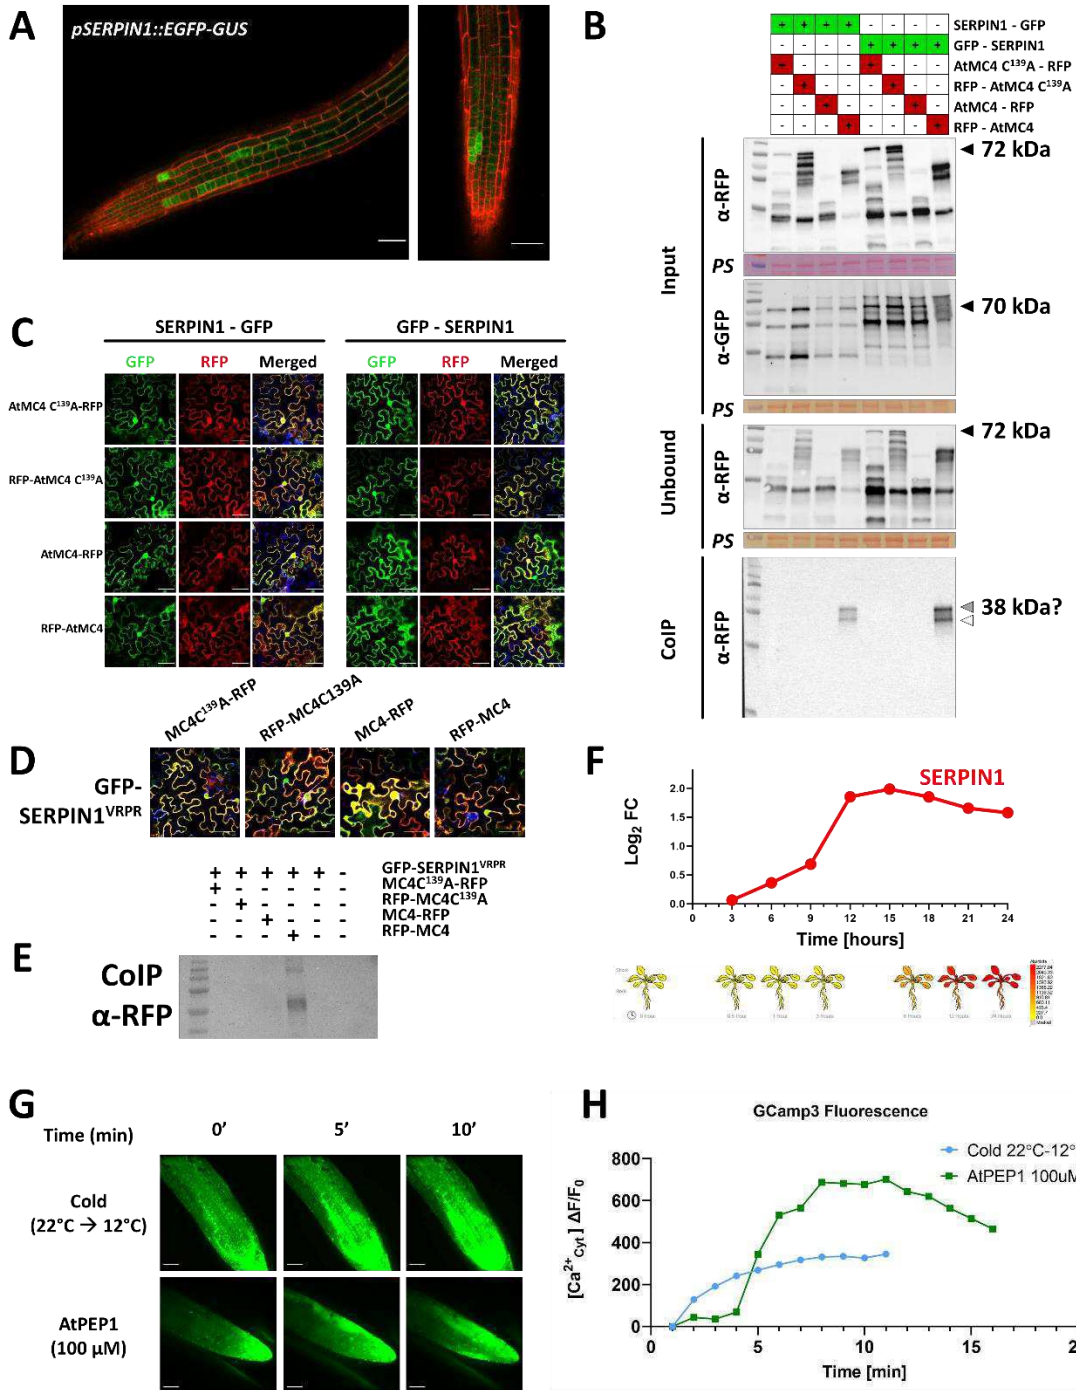 A
pSERPIN1::EGFP-GUS
B
SERPIN1 - GFP
GFP - SERPIN1
AtMC4 C¹³⁹A - RFP
RFP - AtMC4 C¹³⁹A
AtMC4 - RFP
RFP - AtMC4
+ + + + - - - -
- - - - + + + +
+ - - - + - - -
- + - - - + - -
- - + - - - + -
- - - + - - - +
Input
α-RFP
72 kDa
PS
α-GFP
70 kDa
PS
Unbound
α-RFP
72 kDa
PS
CoIP
α-RFP
38 kDa?
C
SERPIN1 - GFP
GFP - SERPIN1
GFP RFP Merged
GFP RFP Merged
AtMC4 C¹³⁹A-RFP
RFP-AtMC4 C¹³⁹A
AtMC4-RFP
RFP-AtMC4
D
MC4C¹³⁹A-RFP
RFP-MC4C139A
MC4-RFP
RFP-MC4
GFP-
SERPIN1ⱽᴿᴾᴿ
+ + + + + - GFP-SERPIN1ⱽᴿᴾᴿ
+ - - - - - MC4C¹³⁹A-RFP
- + - - - - RFP-MC4C¹³⁹A
- - + - - - MC4-RFP
- - - + - - RFP-MC4
E
CoIP
α-RFP
F
SERPIN1
Log₂ FC
2.0
1.5
1.0
0.5
0.0
0 3 6 9 12 15 18 21 24
Time [hours]
G
Time (min) 0' 5' 10'
Cold
(22°C → 12°C)
AtPEP1
(100 µM)
H
GCamp3 Fluorescence
Cold 22°C-12°
AtPEP1 100uM
[Ca²⁺Cyt] ΔF/F₀
800
600
400
200
0
0 5 10 15 2
Time [min]